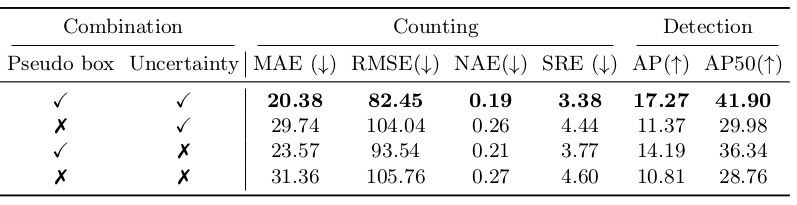 Combination Counting Detection
Pseudo box Uncertainty MAE (↓) RMSE(↓) NAE(↓) SRE (↓) AP(↑) AP50(↑)
✓ ✓ 20.38 82.45 0.19 3.38 17.27 41.90
✗ ✓ 29.74 104.04 0.26 4.44 11.37 29.98
✓ ✗ 23.57 93.54 0.21 3.77 14.19 36.34
✗ ✗ 31.36 105.76 0.27 4.60 10.81 28.76